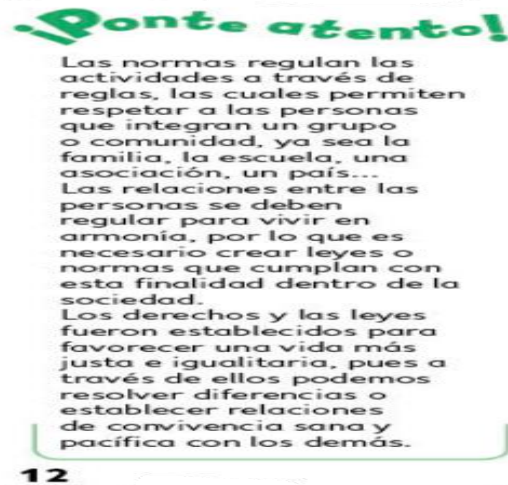 ¡Ponte atento!
Las normas regulan las
actividades a través de
reglas, las cuales permiten
respetar a las personas
que integran un grupo
o comunidad, ya sea la
familia, la escuela, una
asociación, un país...
Las relaciones entre las
personas se deben
regular para vivir en
armonía, por lo que es
necesario crear leyes o
normas que cumplan con
esta finalidad dentro de la
sociedad.
Los derechos y las leyes
fueron establecidos para
favorecer una vida más
justa e igualitaria, pues a
través de ellos podemos
resolver diferencias o
establecer relaciones
de convivencia sana y
pacífica con los demás.
12